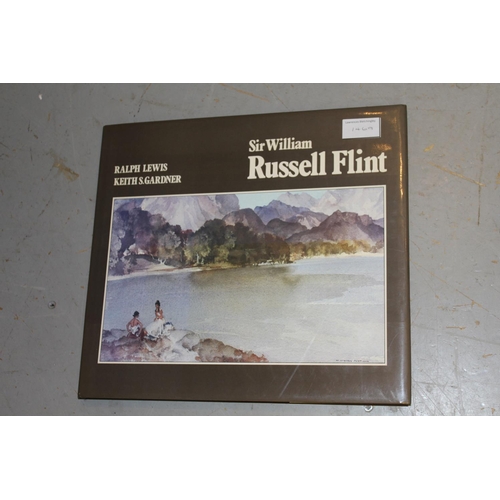 Sir William
Russell Flint
RALPH LEWIS
KEITH S.GARDNER